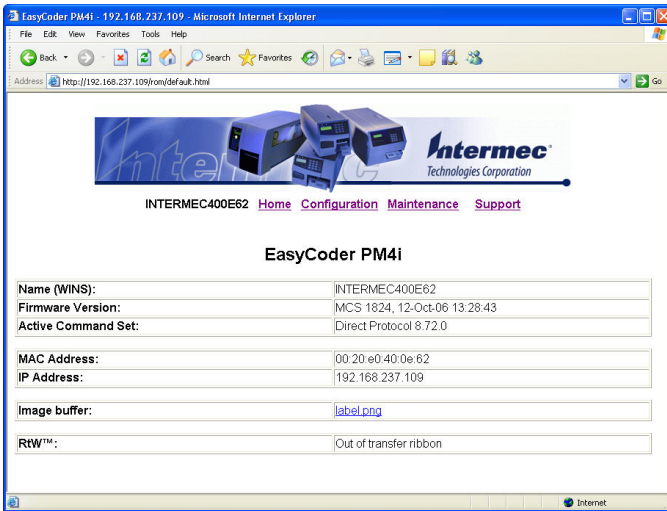 EasyCoder PM4i - 192.168.237.109 - Microsoft Internet Explorer
File Edit View Favorites Tools Help
Back Search Favorites
Address http://192.168.237.109/rom/default.html Go
Intermec
Intermec®
Technologies Corporation
INTERMEC400E62 Home Configuration Maintenance Support
EasyCoder PM4i
Name (WINS): INTERMEC400E62
Firmware Version: MCS 1824, 12-Oct-06 13:28:43
Active Command Set: Direct Protocol 8.72.0
MAC Address: 00:20:e0:40:0e:62
IP Address: 192.168.237.109
Image buffer: label.png
RtW™: Out of transfer ribbon
Internet